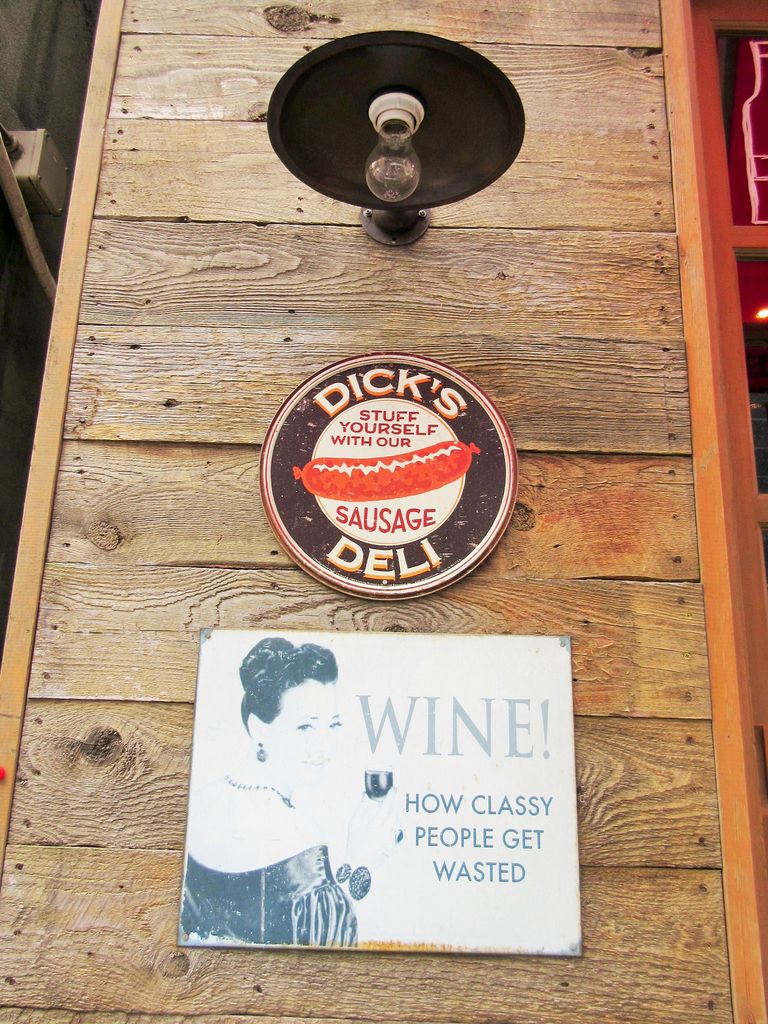 DICK'S
STUFF
YOURSELF
WITH OUR
SAUSAGE
DELI
WINE!
HOW CLASSY
PEOPLE GET
WASTED